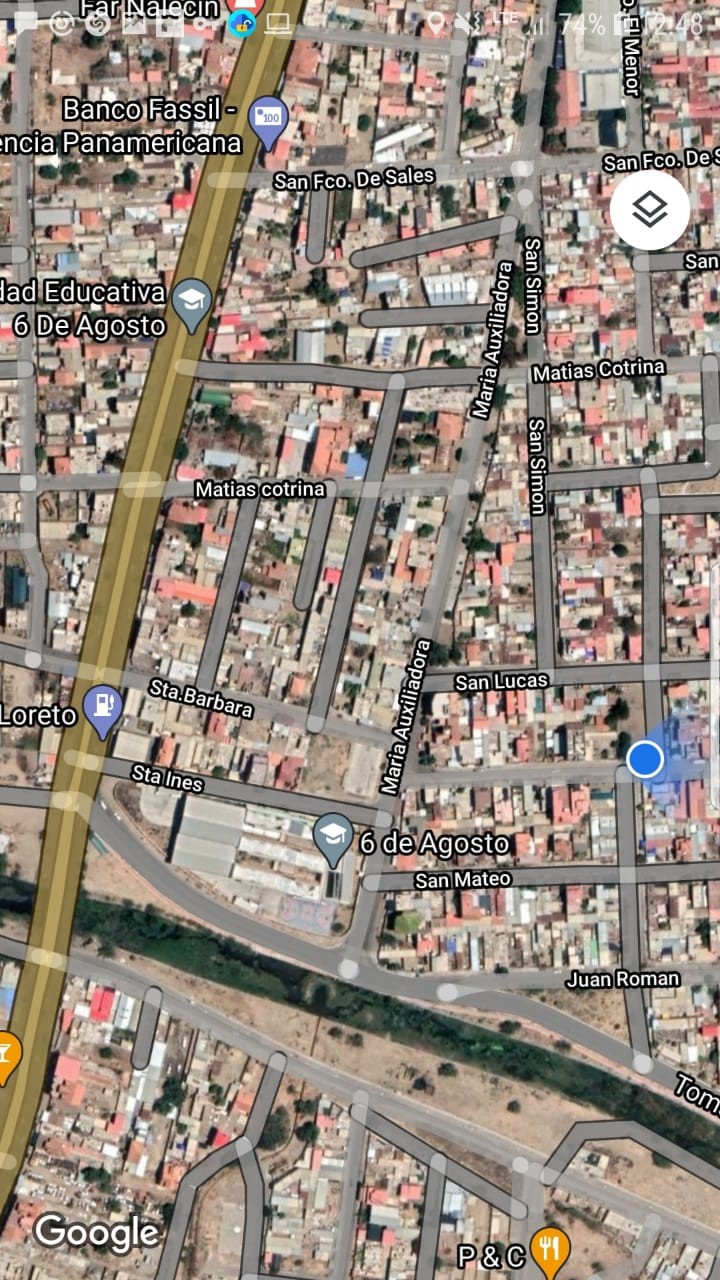 Far Nalecin
LTE 74% 12:48
Banco Fassil -
encia Panamericana
100
o. El Menor
San Fco. De Sales
San Fco. De S
dad Educativa
6 De Agosto
San Simon
San
Maria Auxiliadora
Matias Cotrina
San Simon
Matias cotrina
Sta.Barbara
San Lucas
Maria Auxiliadora
Loreto
Sta Ines
6 de Agosto
San Mateo
Juan Roman
Tom
Google
P & C